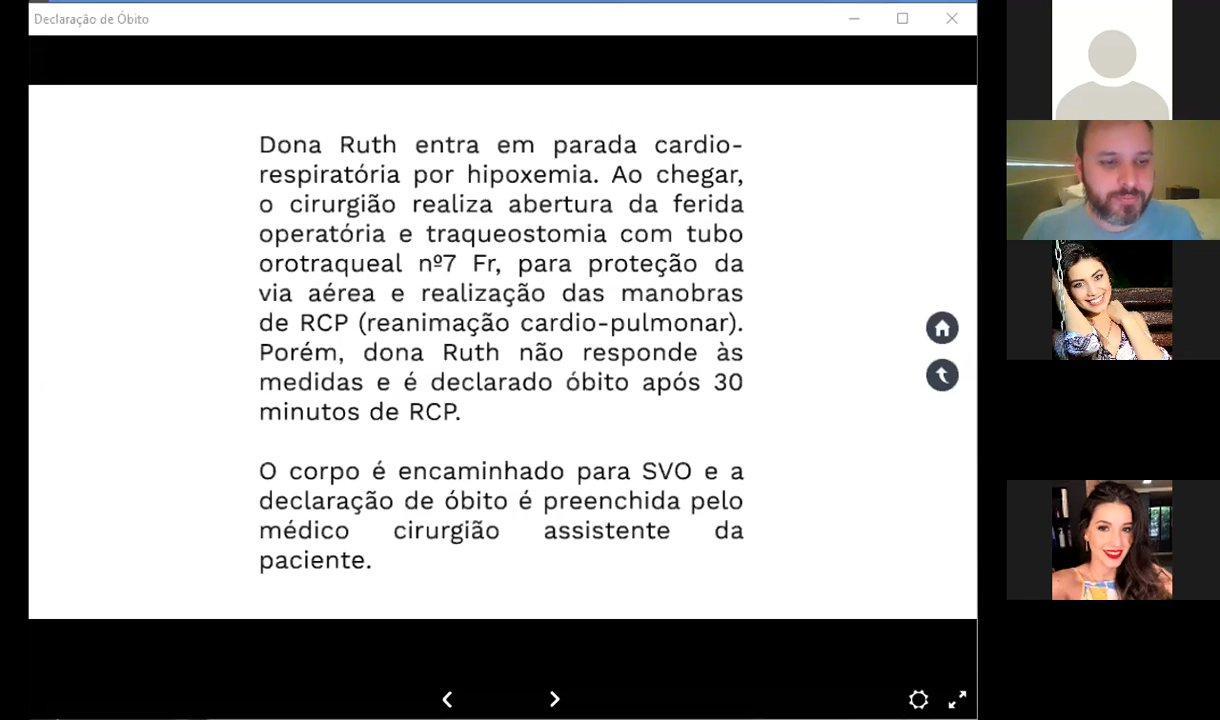 Declaração de Óbito
Dona Ruth entra em parada cardio-
respiratória por hipoxemia. Ao chegar,
o cirurgião realiza abertura da ferida
operatória e traqueostomia com tubo
orotraqueal nº7 Fr, para proteção da
via aérea e realização das manobras
de RCP (reanimação cardio-pulmonar).
Porém, dona Ruth não responde às
medidas e é declarado óbito após 30
minutos de RCP.
O corpo é encaminhado para SVO e a
declaração de óbito é preenchida pelo
médico cirurgião assistente da
paciente.